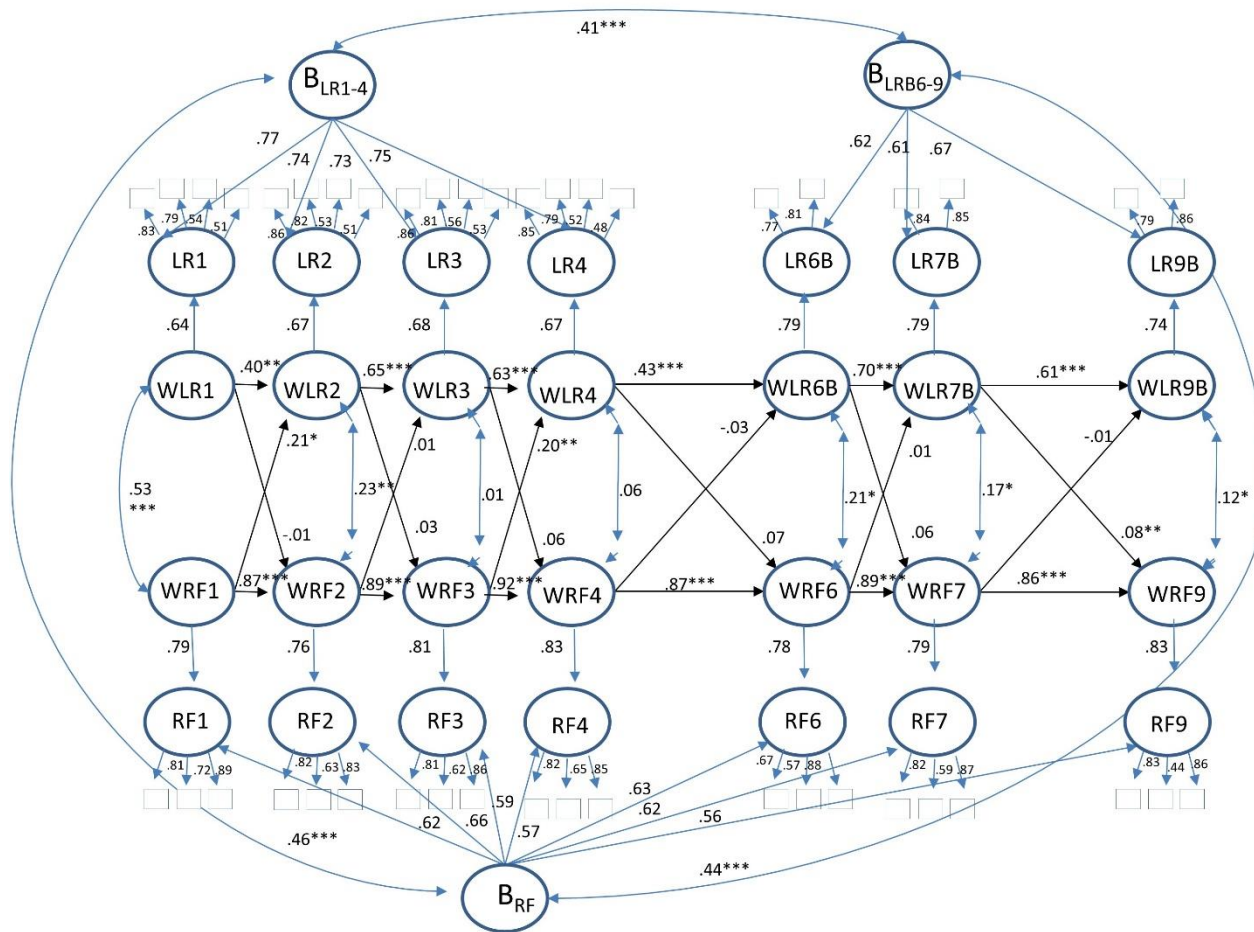 .41***
B LR1-4
B LRB6-9
.77
.74
.73
.75
.62
.61
.67
.83 .79 .54 .51
.86 .82 .53 .51
.86 .81 .56 .53
.85 .79 .52 .48
.77 .81
.84 .85
.79 .86
LR1 LR2 LR3 LR4 LR6B LR7B LR9B
.64 .67 .68 .67 .79 .79 .74
.40** .65*** .63*** .43*** .70*** .61***
WLR1 WLR2 WLR3 WLR4 WLR6B WLR7B WLR9B
.21* .01 .20** -.03 .01 -.01
.53
***
.23** .01 .06 .21* .17* .12*
-.01 .03 .06 .07 .06 .08**
.87*** .89*** .92*** .87*** .89*** .86***
WRF1 WRF2 WRF3 WRF4 WRF6 WRF7 WRF9
.79 .76 .81 .83 .78 .79 .83
RF1 RF2 RF3 RF4 RF6 RF7 RF9
.81 .72 .89
.82 .63 .83
.81 .62 .86
.82 .65 .85
.67 .57 .88
.82 .59 .87
.83 .44 .86
.62 .66 .59 .57 .63 .62 .56
.46***
.44***
B RF